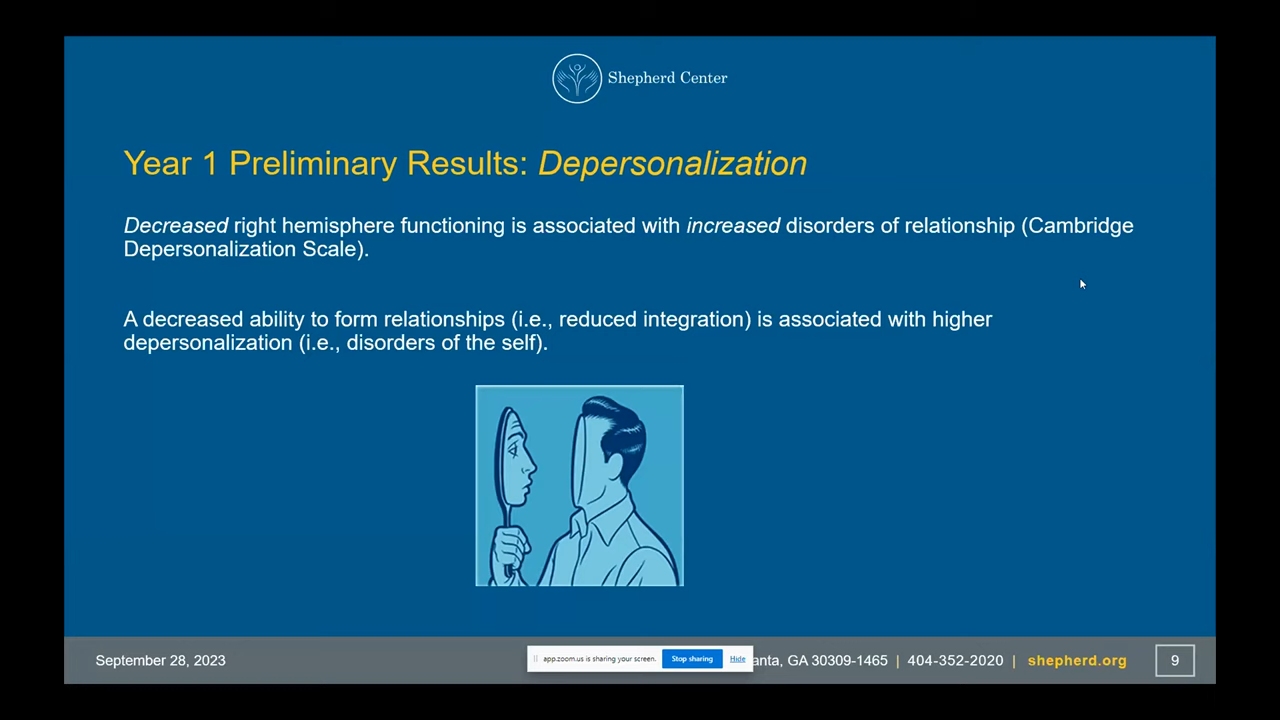 Shepherd Center
Year 1 Preliminary Results: Depersonalization
Decreased right hemisphere functioning is associated with increased disorders of relationship (Cambridge
Depersonalization Scale).
A decreased ability to form relationships (i.e., reduced integration) is associated with higher
depersonalization (i.e., disorders of the self).
September 28, 2023
app.zoom.us is sharing your screen. Stop sharing Hide
anta, GA 30309-1465 | 404-352-2020 | shepherd.org
9